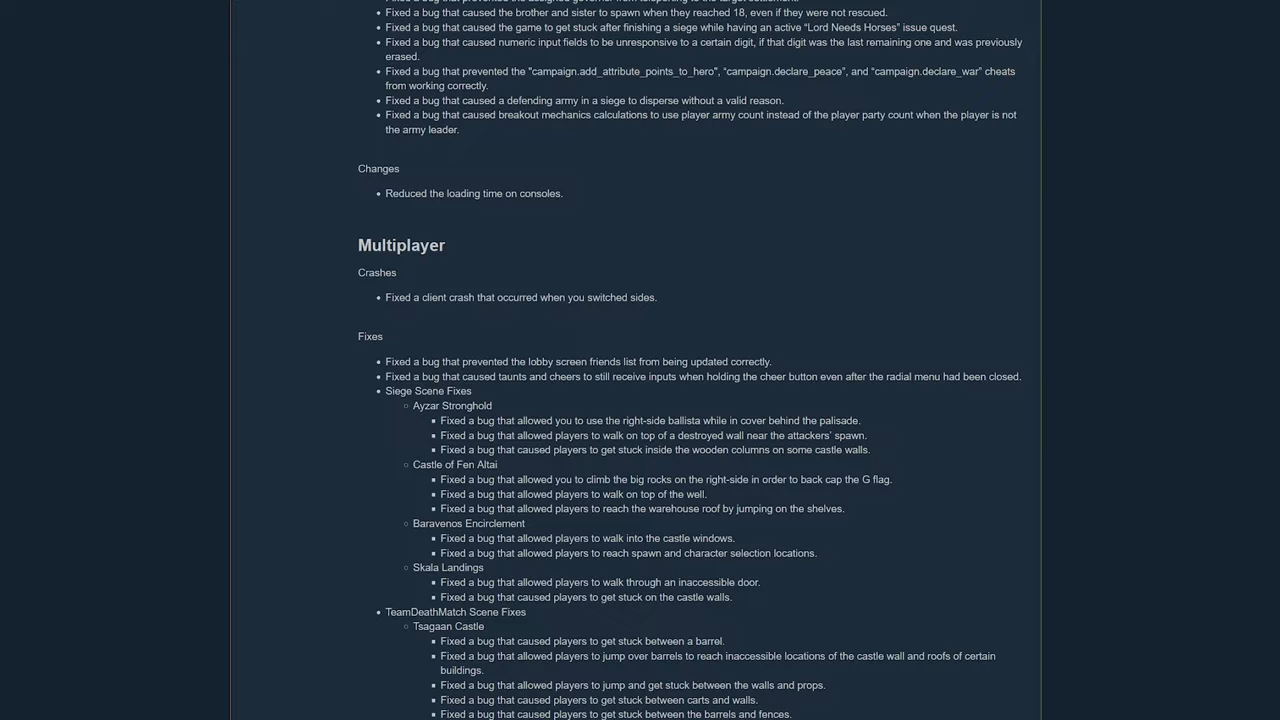 Fixed a bug that prevented the assigned governor from teleporting to the target settlement.
• Fixed a bug that caused the brother and sister to spawn when they reached 18, even if they were not rescued.
• Fixed a bug that caused the game to get stuck after finishing a siege while having an active “Lord Needs Horses” issue quest.
• Fixed a bug that caused numeric input fields to be unresponsive to a certain digit, if that digit was the last remaining one and was previously
erased.
• Fixed a bug that prevented the "campaign.add_attribute_points_to_hero", “campaign.declare_peace”, and “campaign.declare_war” cheats
from working correctly.
• Fixed a bug that caused a defending army in a siege to disperse without a valid reason.
• Fixed a bug that caused breakout mechanics calculations to use player army count instead of the player party count when the player is not
the army leader.
Changes
• Reduced the loading time on consoles.
Multiplayer
Crashes
• Fixed a client crash that occurred when you switched sides.
Fixes
• Fixed a bug that prevented the lobby screen friends list from being updated correctly.
• Fixed a bug that caused taunts and cheers to still receive inputs when holding the cheer button even after the radial menu had been closed.
• Siege Scene Fixes
○ Ayzar Stronghold
▪ Fixed a bug that allowed you to use the right-side ballista while in cover behind the palisade.
▪ Fixed a bug that allowed players to walk on top of a destroyed wall near the attackers’ spawn.
▪ Fixed a bug that caused players to get stuck inside the wooden columns on some castle walls.
○ Castle of Fen Altai
▪ Fixed a bug that allowed you to climb the big rocks on the right-side in order to back cap the G flag.
▪ Fixed a bug that allowed players to walk on top of the well.
▪ Fixed a bug that allowed players to reach the warehouse roof by jumping on the shelves.
○ Baravenos Encirclement
▪ Fixed a bug that allowed players to walk into the castle windows.
▪ Fixed a bug that allowed players to reach spawn and character selection locations.
○ Skala Landings
▪ Fixed a bug that allowed players to walk through an inaccessible door.
▪ Fixed a bug that caused players to get stuck on the castle walls.
• TeamDeathMatch Scene Fixes
○ Tsagaan Castle
▪ Fixed a bug that caused players to get stuck between a barrel.
▪ Fixed a bug that allowed players to jump over barrels to reach inaccessible locations of the castle wall and roofs of certain
buildings.
▪ Fixed a bug that allowed players to jump and get stuck between the walls and props.
▪ Fixed a bug that caused players to get stuck between carts and walls.
▪ Fixed a bug that caused players to get stuck between the barrels and fences.